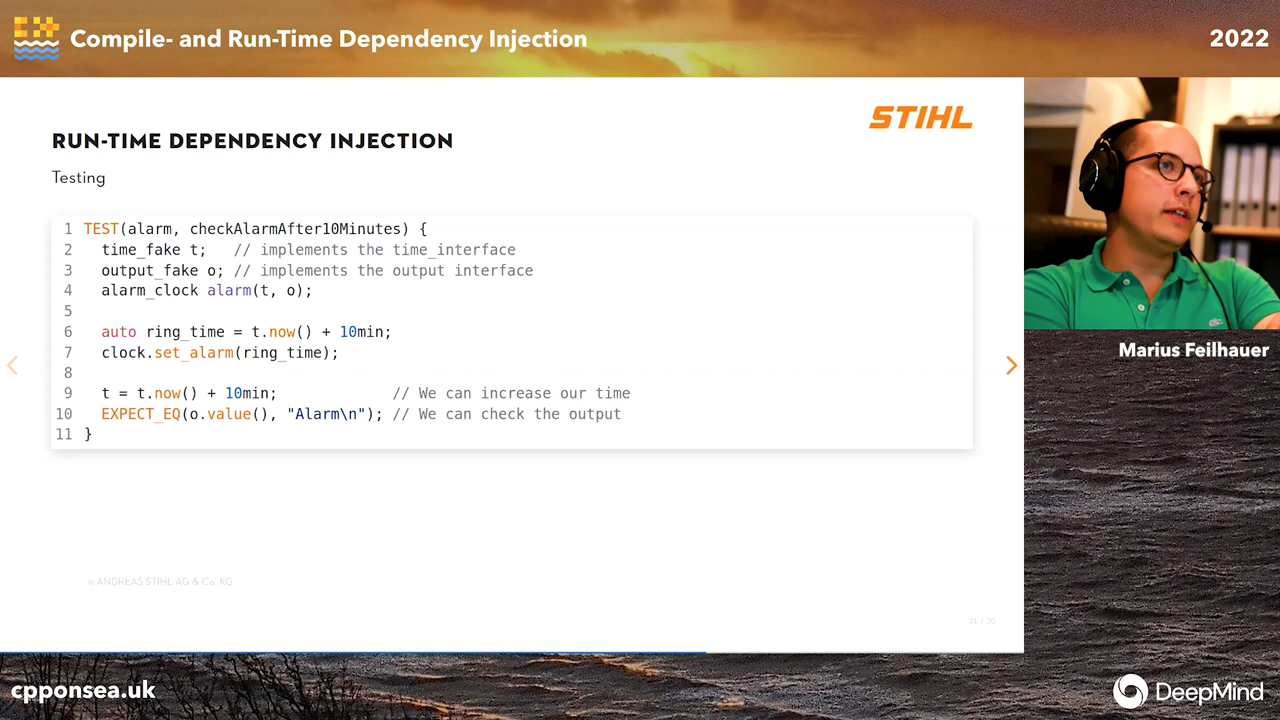 Compile- and Run-Time Dependency Injection
2022
STIHL
RUN-TIME DEPENDENCY INJECTION
Testing
1 TEST(alarm, checkAlarmAfter10Minutes) {
2 time_fake t; // implements the time_interface
3 output_fake o; // implements the output interface
4 alarm_clock alarm(t, o);
5
6 auto ring_time = t.now() + 10min;
7 clock.set_alarm(ring_time);
8
9 t = t.now() + 10min; // We can increase our time
10 EXPECT_EQ(o.value(), "Alarm\n"); // We can check the output
11 }
Marius Feilhauer
© ANDREAS STIHL AG & Co. KG
21 / 30
cpponsea.uk
DeepMind